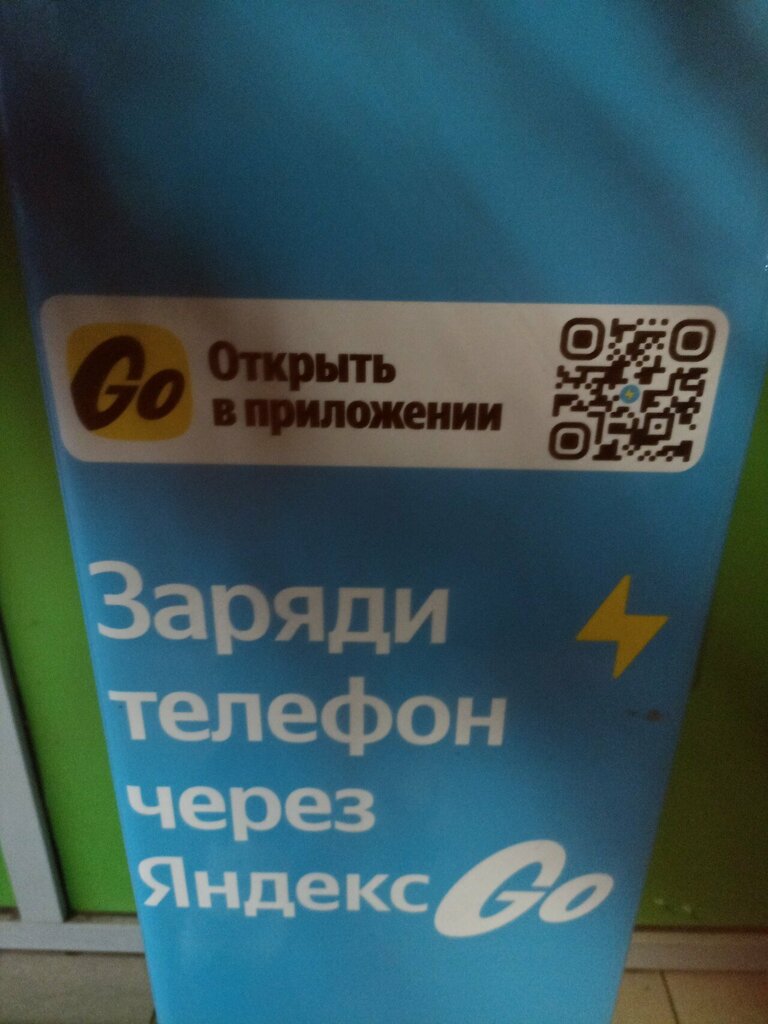 Go
Открыть
в приложении
Заряди
телефон
через
Яндекс Go